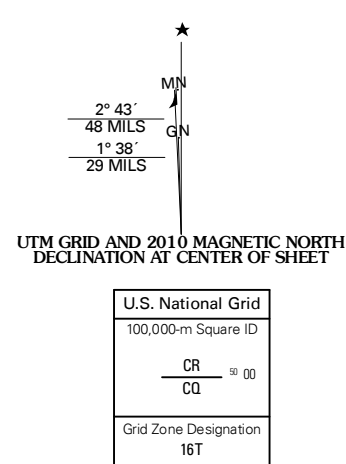 ★
MN
2° 43´
48 MILS
GN
1° 38´
29 MILS
UTM GRID AND 2010 MAGNETIC NORTH
DECLINATION AT CENTER OF SHEET
U.S. National Grid
100,000-m Square ID
CR
50 00
CQ
Grid Zone Designation
16T